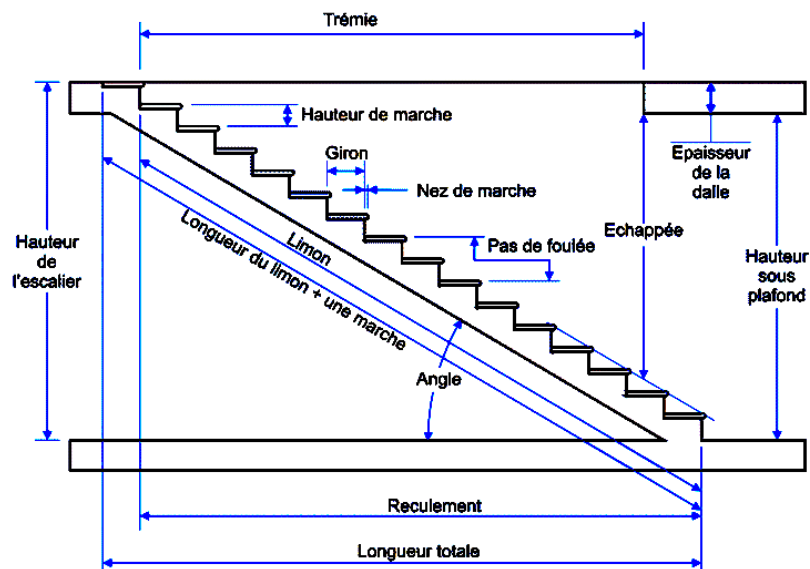 Trémie
Hauteur de marche
Giron
Nez de marche
Epaisseur
de la
dalle
Hauteur
de
l'escalier
Limon
Longueur du limon + une marche
Pas de foulée
Echappée
Hauteur
sous
plafond
Angle
Reculement
Longueur totale